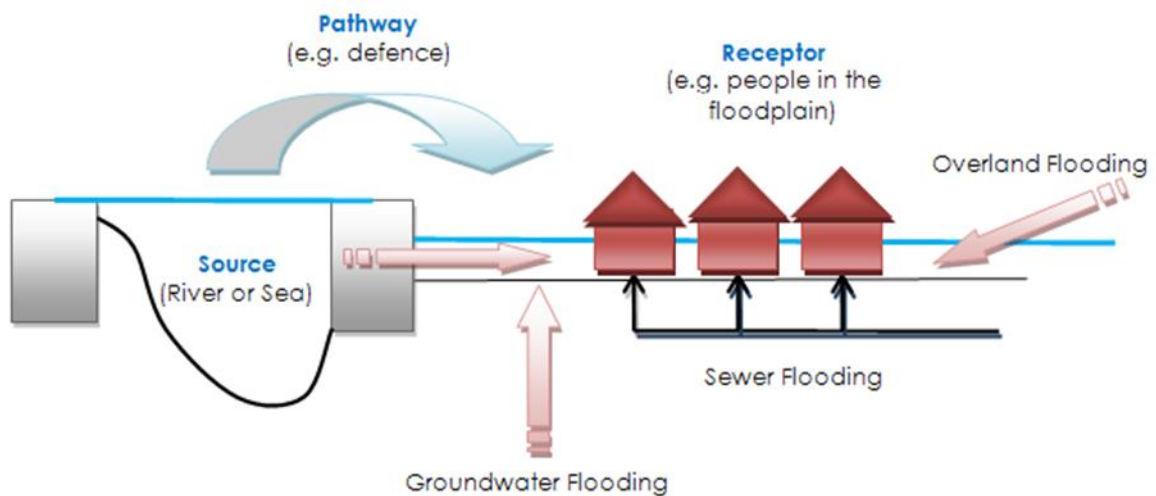 Pathway
(e.g. defence)
Receptor
(e.g. people in the
floodplain)
Overland Flooding
Source
(River or Sea)
Sewer Flooding
Groundwater Flooding